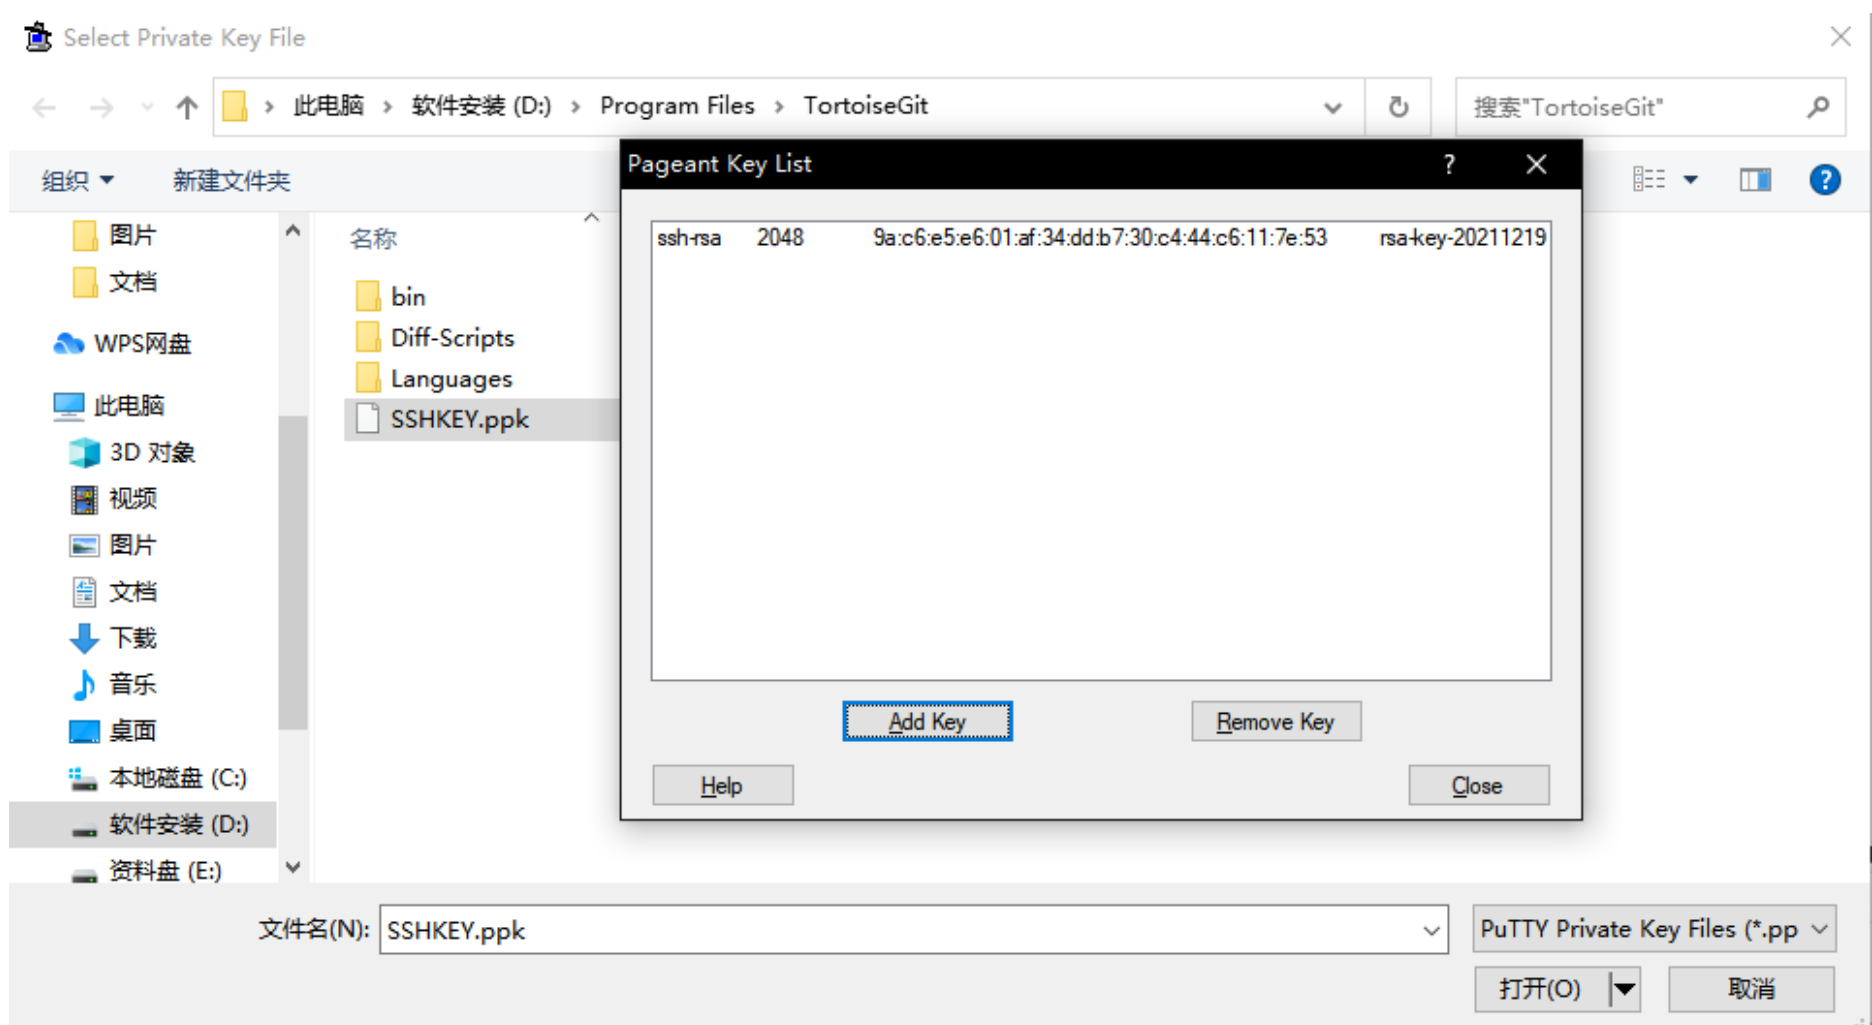 Select Private Key File
此电脑 > 软件安装 (D:) > Program Files > TortoiseGit
搜索"TortoiseGit"
组织
新建文件夹
图片
文档
WPS网盘
此电脑
3D 对象
视频
图片
文档
下载
音乐
桌面
本地磁盘 (C:)
软件安装 (D:)
资料盘 (E:)
名称
bin
Diff-Scripts
Languages
SSHKEY.ppk
Pageant Key List
ssh-rsa 2048 9a:c6:e5:e6:01:af:34:dd:b7:30:c4:44:c6:11:7e:53 rsa-key-20211219
Add Key
Remove Key
Help
Close
文件名(N):
SSHKEY.ppk
PuTTY Private Key Files (*.pp
打开(O)
取消